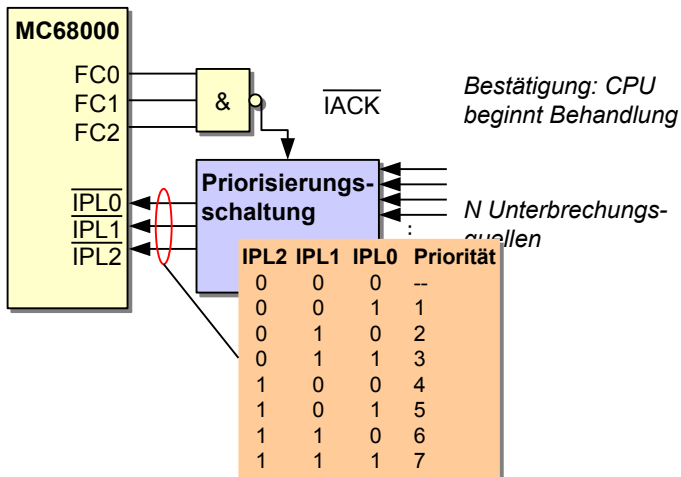 MC68000
FC0
FC1
FC2
&
IACK
Bestätigung: CPU
beginnt Behandlung
IPL0
IPL1
IPL2
Priorisierungs-
schaltung
N Unterbrechungs-
quellen
:
IPL2 IPL1 IPL0 Priorität
0 0 0 --
0 0 1 1
0 1 0 2
0 1 1 3
1 0 0 4
1 0 1 5
1 1 0 6
1 1 1 7